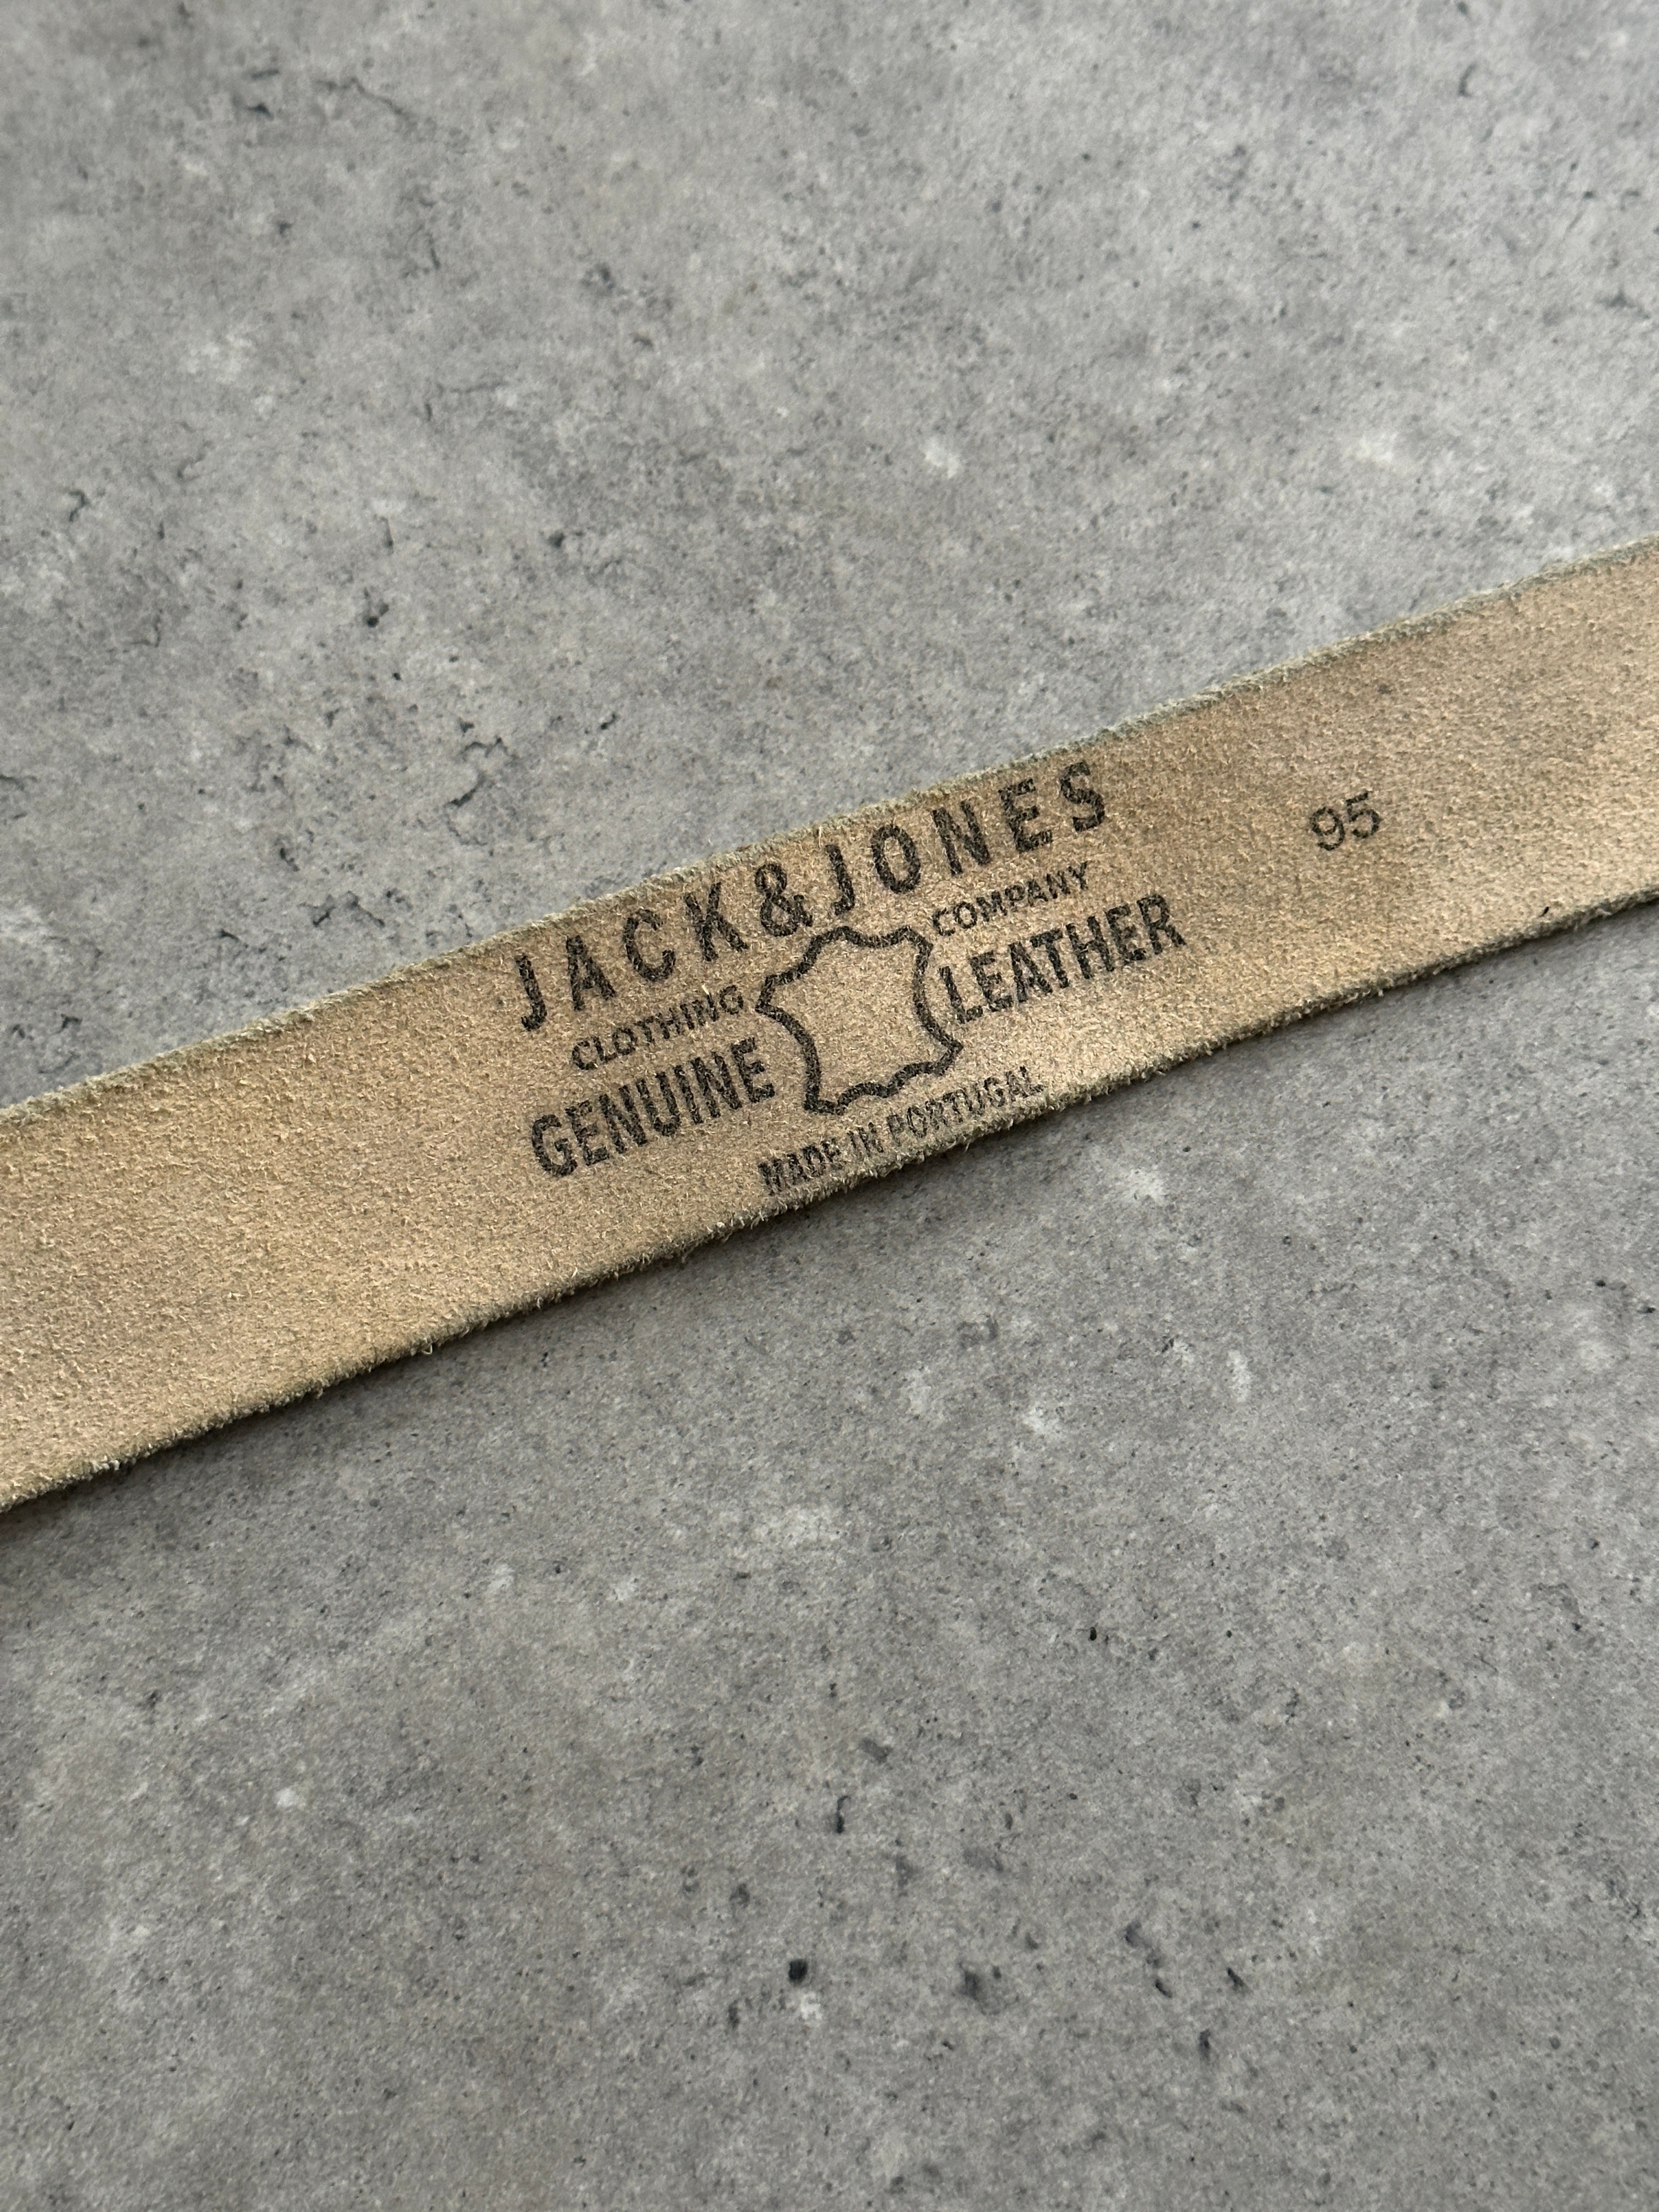 JACK&JONES
CLOTHING COMPANY
GENUINE LEATHER
MADE IN PORTUGAL
95